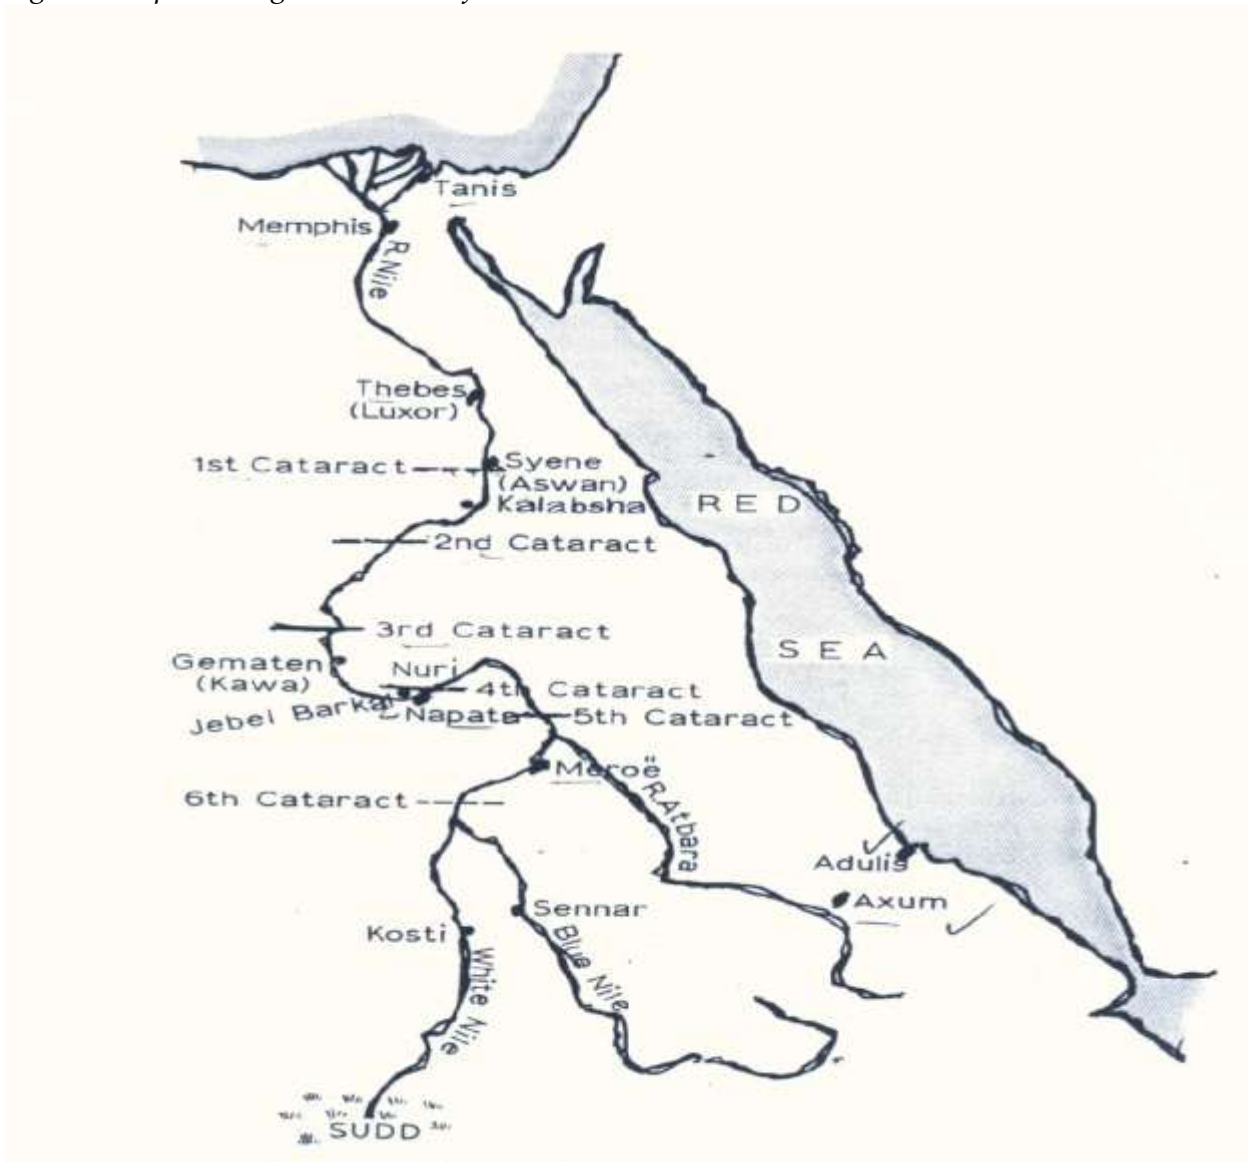 Tanis
Memphis
R.Nile
Thebes
(Luxor)
1st Cataract
Syene
(Aswan)
Kalabsha
RED
2nd Cataract
3rd Cataract
SEA
Gematen
(Kawa)
Nuri
4th Cataract
Jebel Barkal
Napata
5th Cataract
Meroë
6th Cataract
R.Atbara
Adulis
Axum
Sennar
Kosti
Blue Nile
White Nile
SUDD